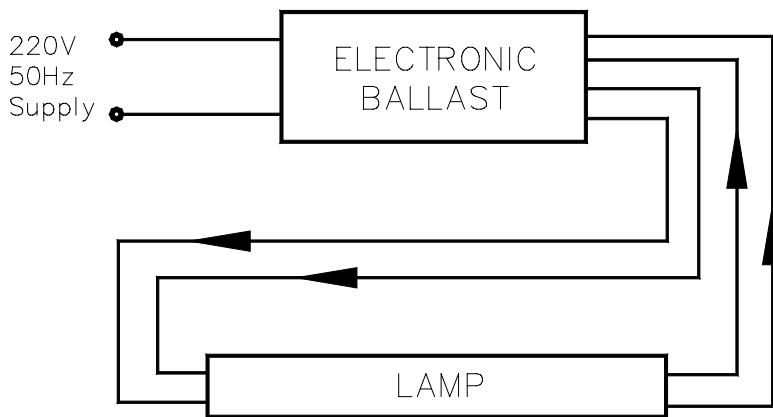 220V
50Hz
Supply
ELECTRONIC
BALLAST
LAMP